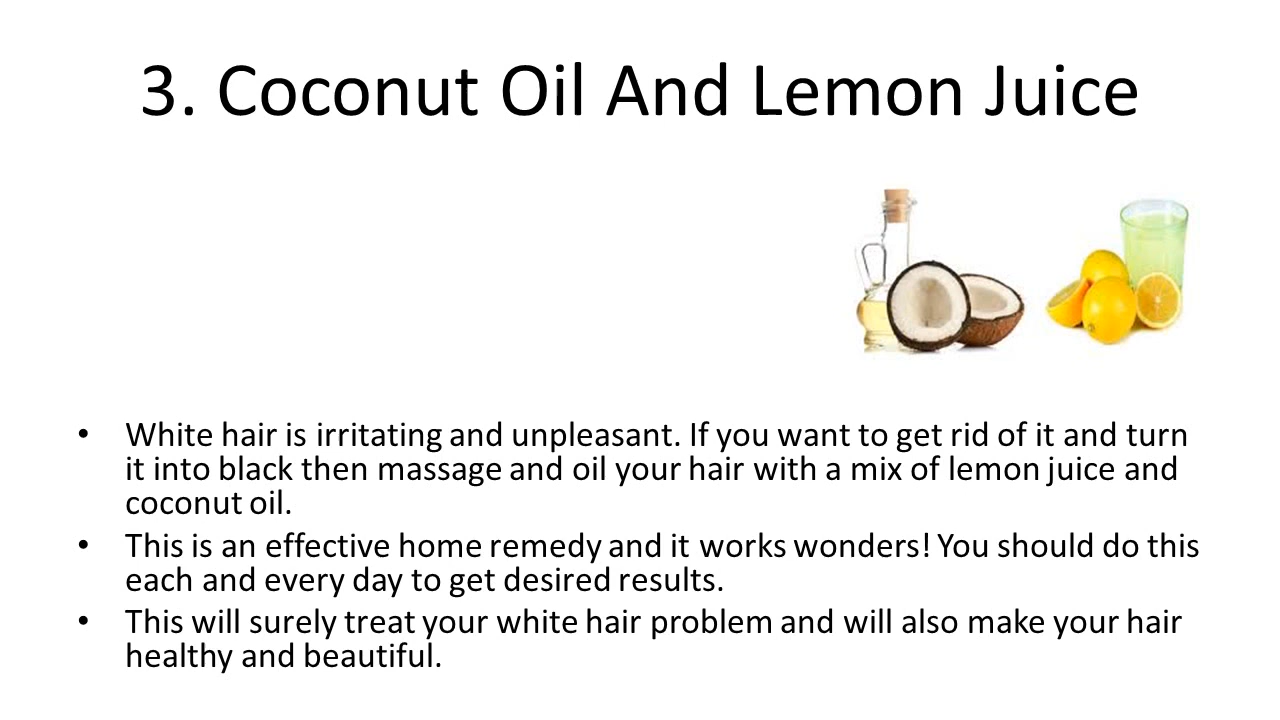 3. Coconut Oil And Lemon Juice
• White hair is irritating and unpleasant. If you want to get rid of it and turn
it into black then massage and oil your hair with a mix of lemon juice and
coconut oil.
• This is an effective home remedy and it works wonders! You should do this
each and every day to get desired results.
• This will surely treat your white hair problem and will also make your hair
healthy and beautiful.